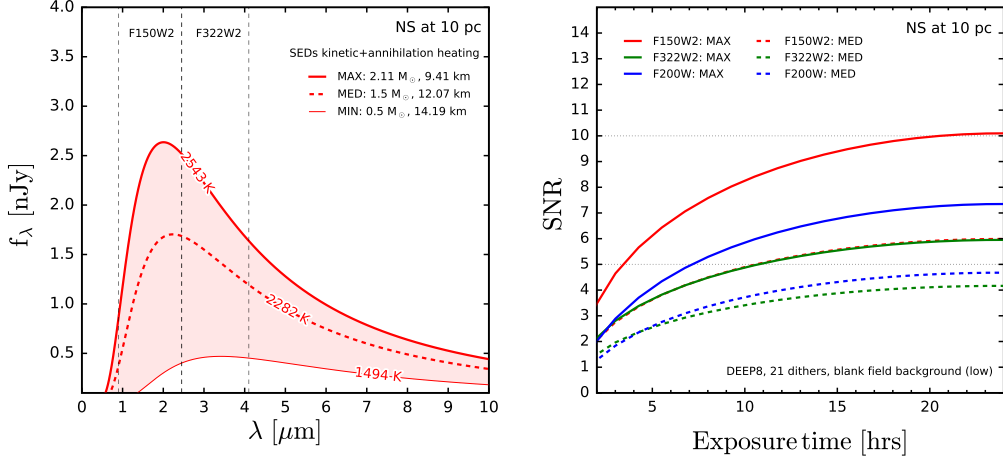 NS at 10 pc
F150W2
F322W2
SEDs kinetic+annihilation heating
MAX: 2.11 M⊙, 9.41 km
MED: 1.5 M⊙, 12.07 km
MIN: 0.5 M⊙, 14.19 km
2543 K
2282 K
1494 K
4.0
3.5
3.0
2.5
2.0
1.5
1.0
0.5
0 1 2 3 4 5 6 7 8 9 10
fλ [nJy]
λ [μm]
NS at 10 pc
F150W2: MAX
F322W2: MAX
F200W: MAX
F150W2: MED
F322W2: MED
F200W: MED
DEEP8, 21 dithers, blank field background (low)
14
13
12
11
10
9
8
7
6
5
4
3
2
1
0
5 10 15 20
SNR
Exposure time [hrs]